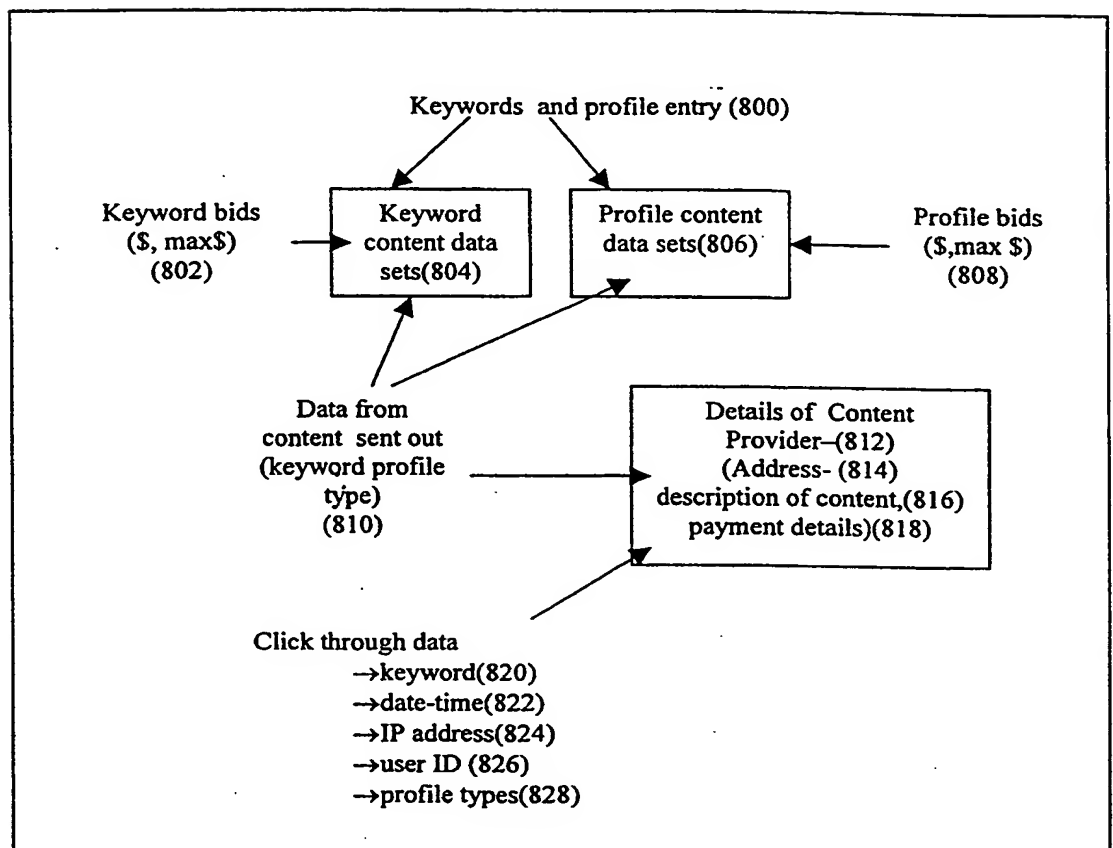 Keywords and profile entry (800)
Keyword bids
($, max$)
(802)
Keyword
content data
sets(804)
Profile content
data sets(806)
Profile bids
($,max $)
(808)
Data from
content sent out
(keyword profile
type)
(810)
Details of Content
Provider–(812)
(Address- (814)
description of content,(816)
payment details)(818)
Click through data
→keyword(820)
→date-time(822)
→IP address(824)
→user ID (826)
→profile types(828)